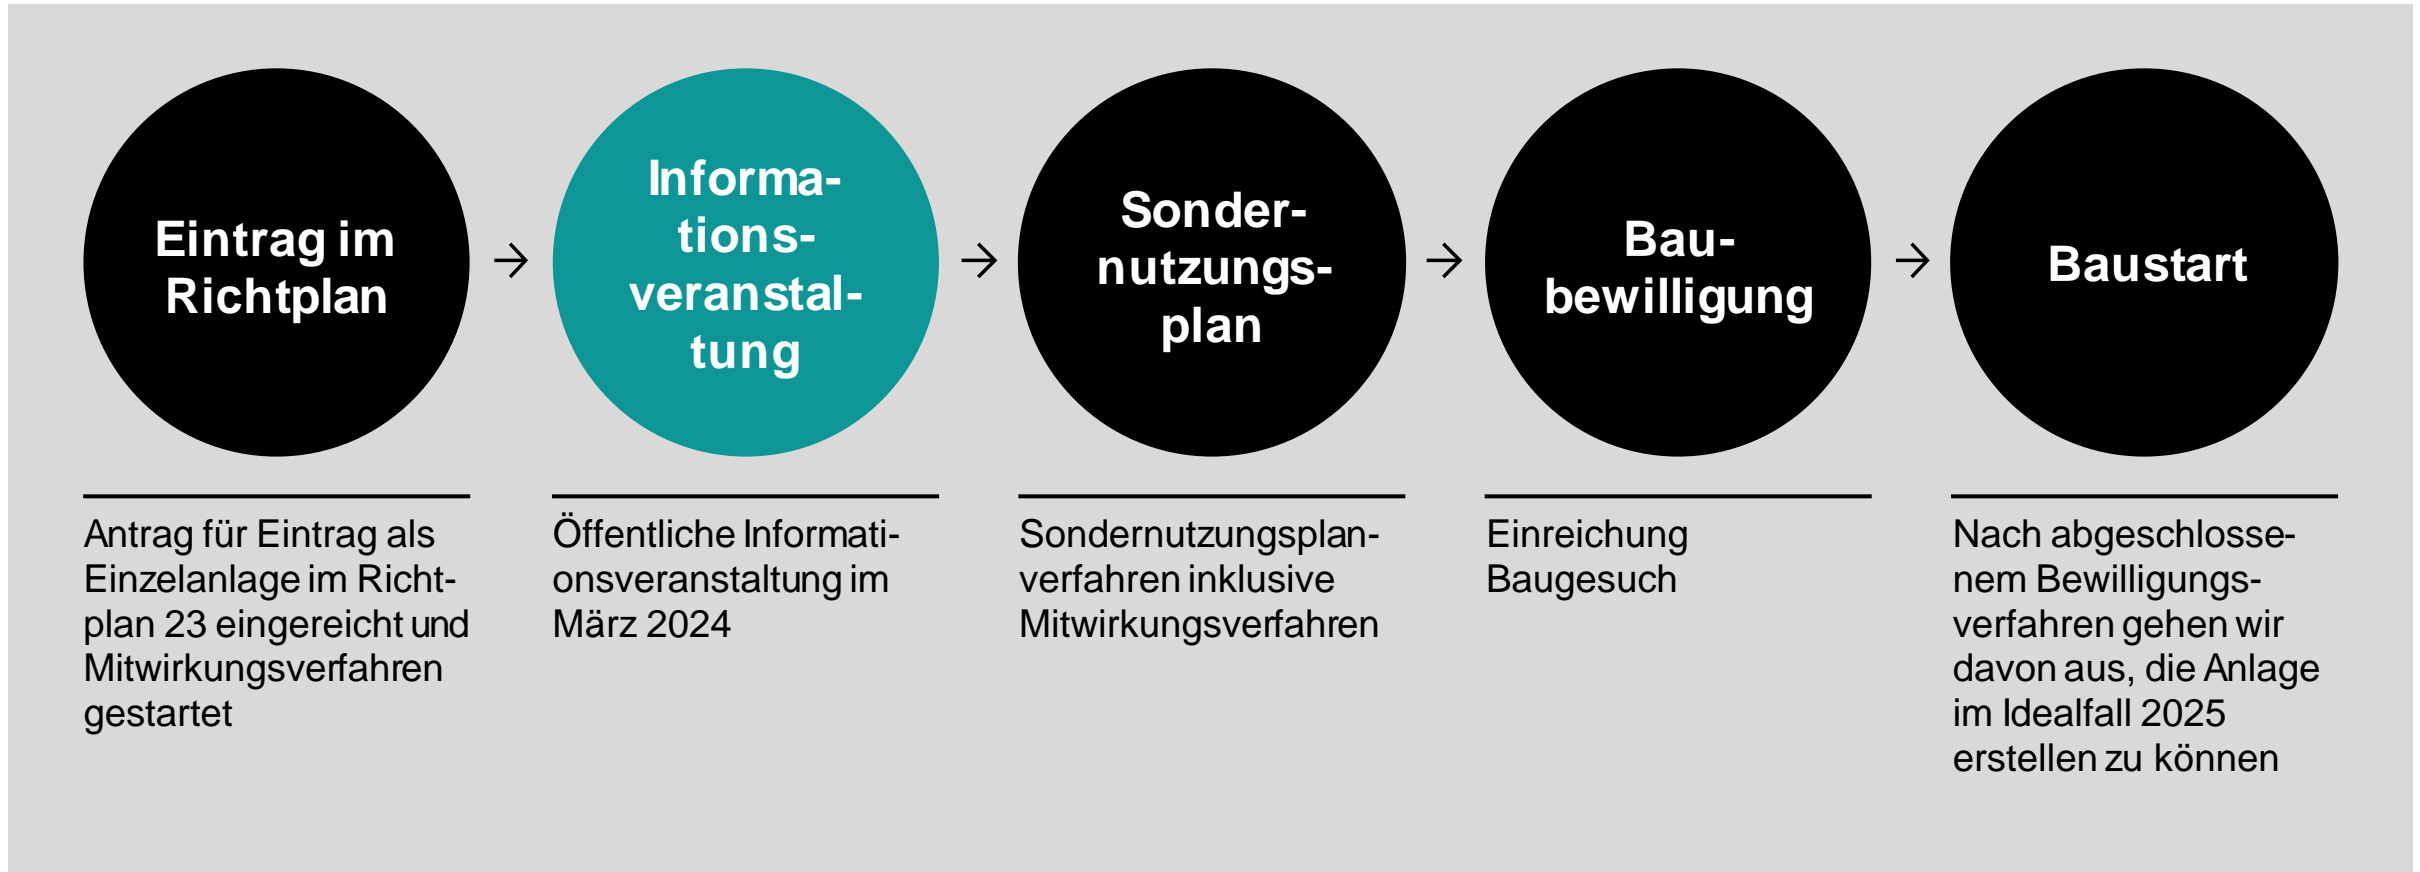 Eintrag im
Richtplan
Informa-
tions-
veranstal-
tung
Sonder-
nutzungs-
plan
Bau-
bewilligung
Baustart
Antrag für Eintrag als
Einzelanlage im Richt-
plan 23 eingereicht und
Mitwirkungsverfahren
gestartet
Öffentliche Informati-
onsveranstaltung im
März 2024
Sondernutzungsplan-
verfahren inklusive
Mitwirkungsverfahren
Einreichung
Baugesuch
Nach abgeschlosse-
nem Bewilligungs-
verfahren gehen wir
davon aus, die Anlage
im Idealfall 2025
erstellen zu können